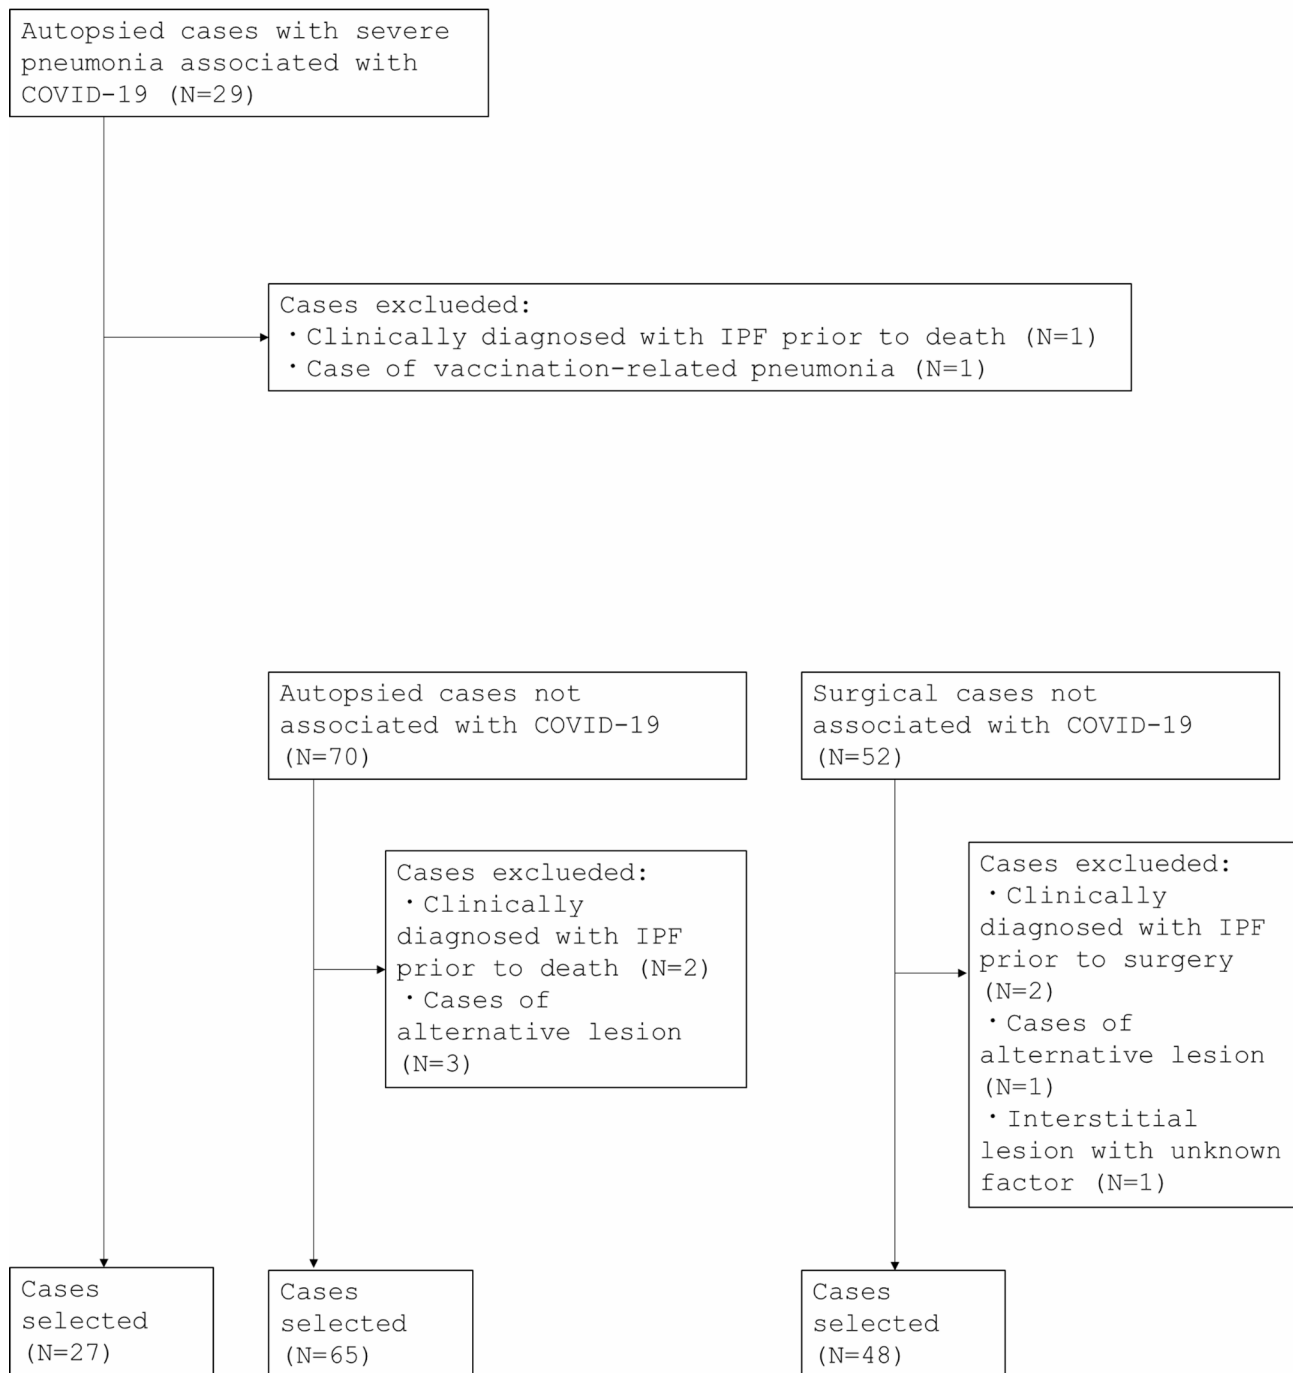 Autopsied cases with severe
pneumonia associated with
COVID-19 (N=29)
Cases exclueded:
・Clinically diagnosed with IPF prior to death (N=1)
・Case of vaccination-related pneumonia (N=1)
Autopsied cases not
associated with COVID-19
(N=70)
Surgical cases not
associated with COVID-19
(N=52)
Cases exclueded:
・Clinically
diagnosed with IPF
prior to death (N=2)
・Cases of
alternative lesion
(N=3)
Cases exclueded:
・Clinically
diagnosed with IPF
prior to surgery
(N=2)
・Cases of
alternative lesion
(N=1)
・Interstitial
lesion with unknown
factor (N=1)
Cases
selected
(N=27)
Cases
selected
(N=65)
Cases
selected
(N=48)